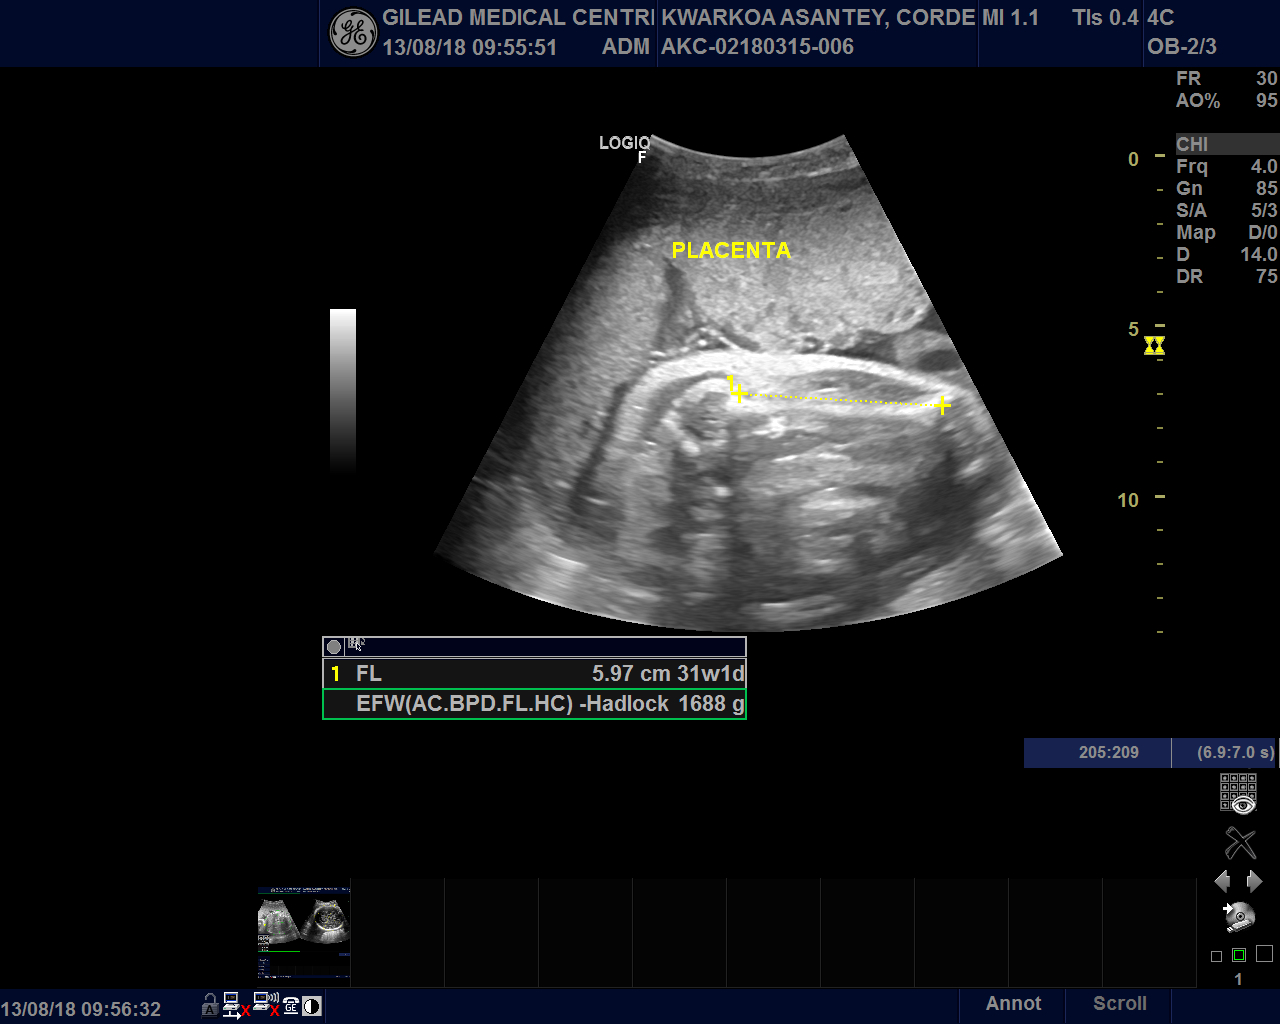 GILEAD MEDICAL CENTR
KWARKOA ASANTEY, CORDE
MI 1.1
TIs 0.4
4C
13/08/18 09:55:51
ADM
AKC-02180315-006
OB-2/3
FR 30
AO% 95
CHI
Frq 4.0
Gn 85
S/A 5/3
Map D/0
D 14.0
DR 75
LOGIQ
F
0
5
10
PLACENTA
1
1 FL 5.97 cm 31w1d
EFW(AC.BPD.FL.HC) -Hadlock 1688 g
205:209
(6.9:7.0 s)
1
13/08/18 09:56:32
Annot
Scroll